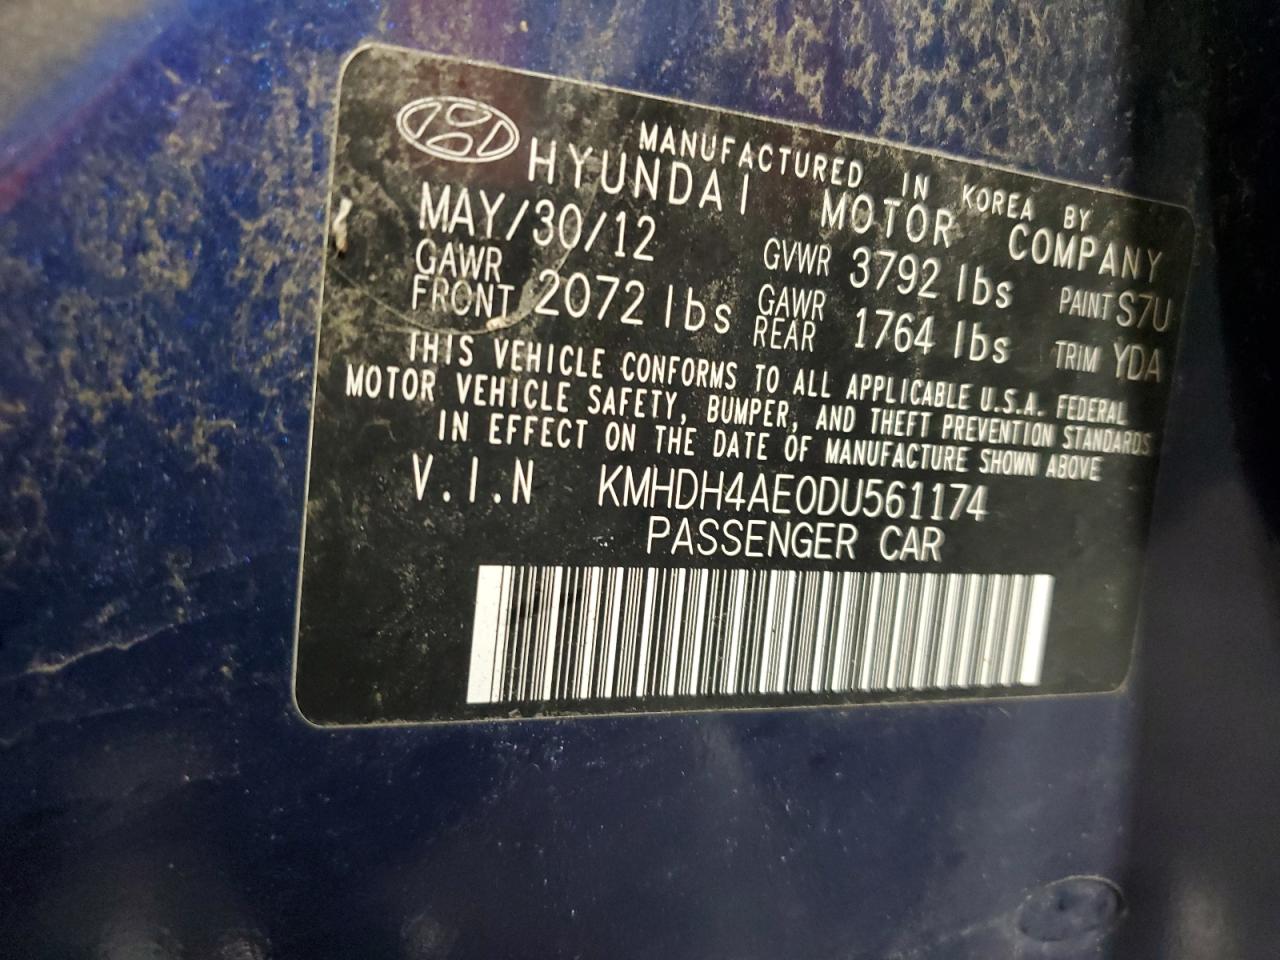 MANUFACTURED IN KOREA BY
HYUNDAI MOTOR COMPANY
MAY/30/12 GVWR 3792 lbs PAINT S7U
GAWR FRONT 2072 lbs GAWR REAR 1764 lbs TRIM YDA
THIS VEHICLE CONFORMS TO ALL APPLICABLE U.S.A. FEDERAL
MOTOR VEHICLE SAFETY, BUMPER, AND THEFT PREVENTION STANDARDS
IN EFFECT ON THE DATE OF MANUFACTURE SHOWN ABOVE
V.I.N KMHDH4AE0DU561174
PASSENGER CAR